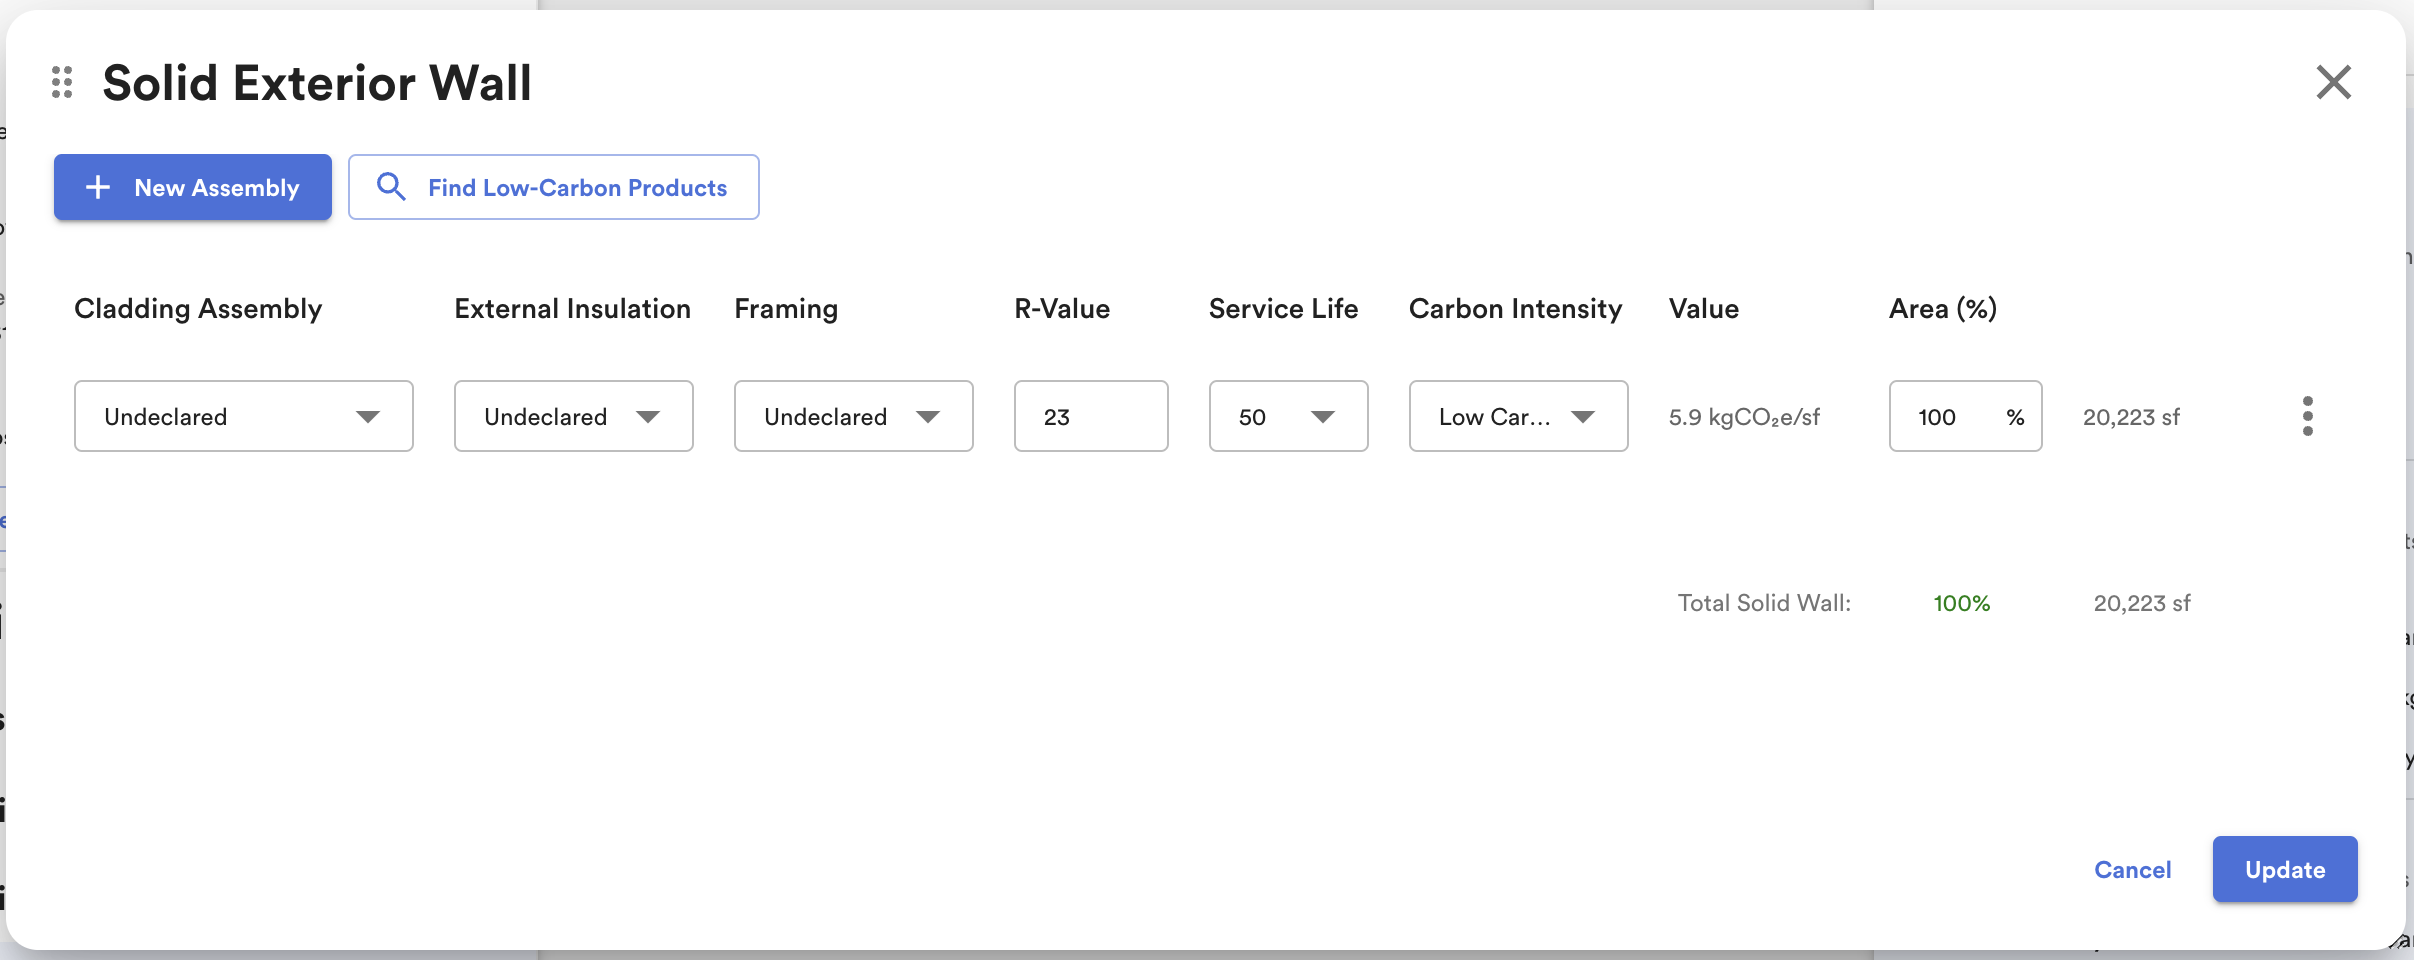 Solid Exterior Wall
New Assembly
Find Low-Carbon Products
Cladding Assembly External Insulation Framing R-Value Service Life Carbon Intensity Value Area (%)
Undeclared Undeclared Undeclared 23 50 Low Car... 5.9 kgCO₂e/sf 100 % 20,223 sf
Total Solid Wall: 100% 20,223 sf
Cancel Update